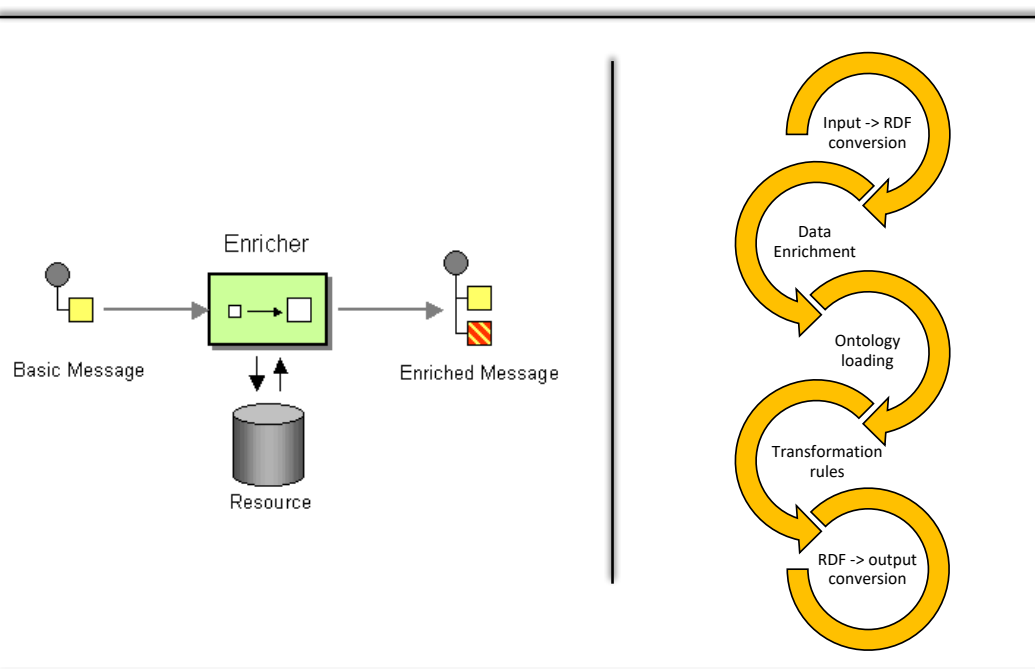 Enricher
Basic Message
Enriched Message
Resource
Input -> RDF
conversion
Data
Enrichment
Ontology
loading
Transformation
rules
RDF -> output
conversion